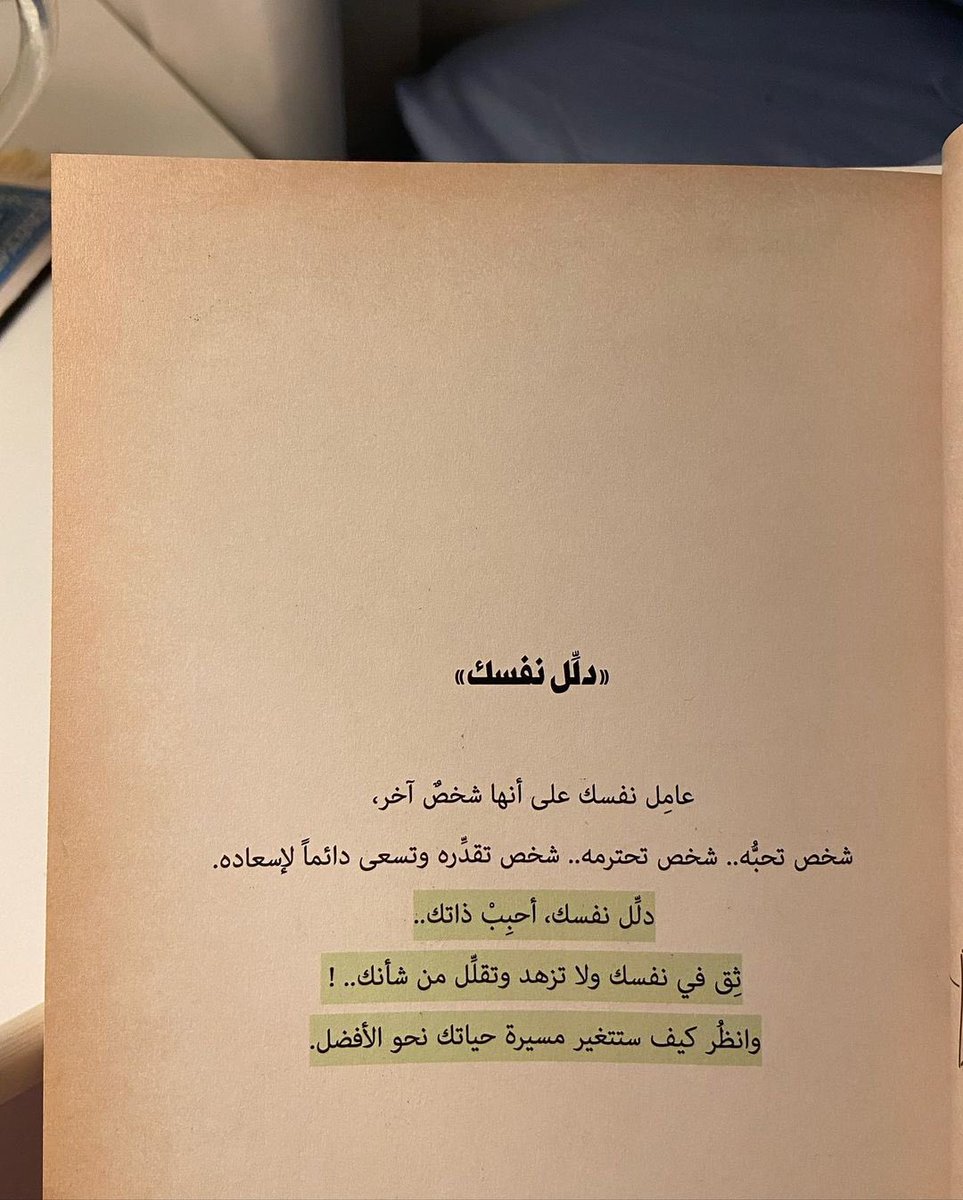 «دلِّل نفسك»
عامِل نفسك على أنها شخصٌ آخر،
شخص تحبُّه.. شخص تحترمه.. شخص تقدِّره وتسعى دائماً لإسعاده.
دلِّل نفسك، أحبِبْ ذاتك..
ثِق في نفسك ولا تزهد وتقلِّل من شأنك.. !
وانظُر كيف ستتغير مسيرة حياتك نحو الأفضل.